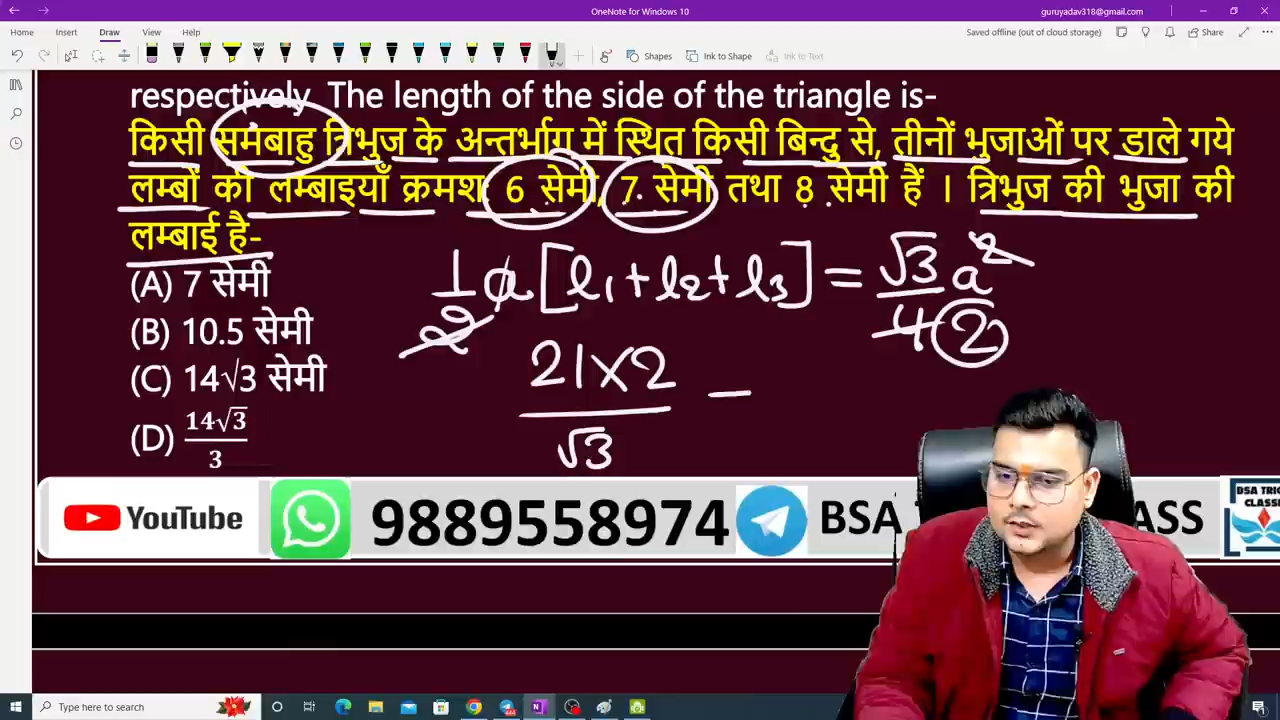 OneNote for Windows 10
guruyadav318@gmail.com
Home Insert Draw View Help
Saved offline (out of cloud storage) Share
Shapes Ink to Shape Ink to Text
respectively. The length of the side of the triangle is-
किसी समबाहु त्रिभुज के अन्तर्भाग में स्थित किसी बिन्दु से, तीनों भुजाओं पर डाले गये
लम्बों की लम्बाइयाँ क्रमश 6 सेमी, 7 सेमी तथा 8 सेमी हैं । त्रिभुज की भुजा की
लम्बाई है-
(A) 7 सेमी
(B) 10.5 सेमी
(C) 14√3 सेमी
(D) 14√3/3
1/2 a [l1 + l2 + l3] = √3/4 a2
2
21×2/√3 =
YouTube 9889558974 BSA
ASS
BSA TRI
CLASS
Type here to search